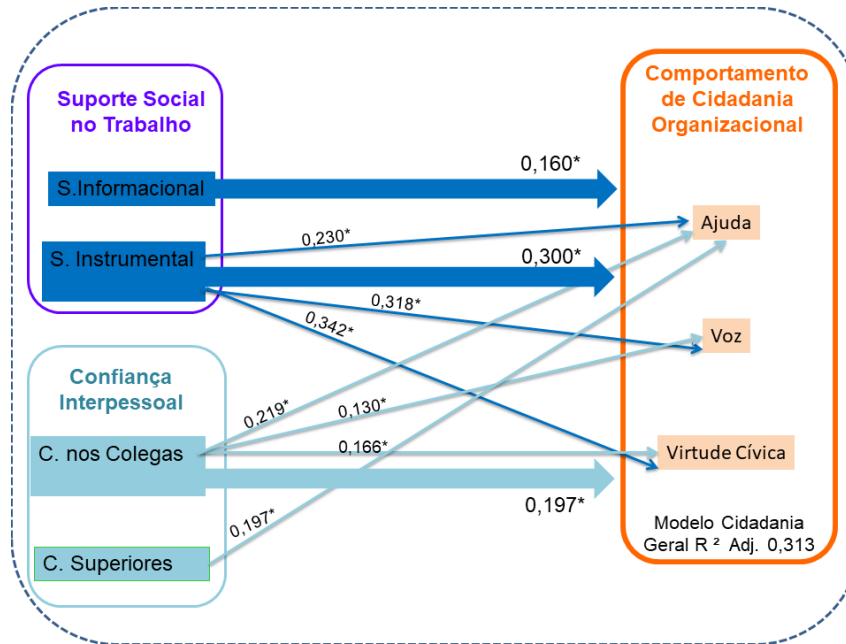 Suporte Social
no Trabalho
S.Informacional
S. Instrumental
Confiança
Interpessoal
C. nos Colegas
C. Superiores
0,160*
0,230*
0,300*
0,318*
0,342*
0,219*
0,130*
0,166*
0,197*
0,197*
Comportamento
de Cidadania
Organizacional
Ajuda
Voz
Virtude Cívica
Modelo Cidadania
Geral R ² Adj. 0,313